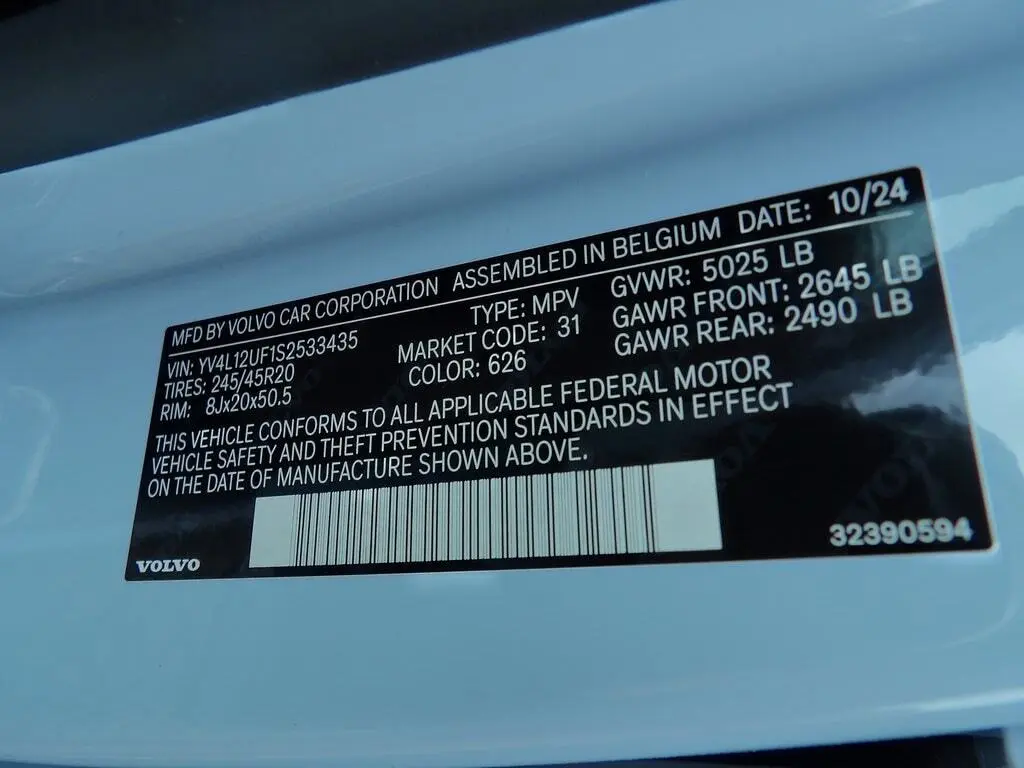 MFD BY VOLVO CAR CORPORATION ASSEMBLED IN BELGIUM DATE: 10/24
VIN: YV4L12UF1S2533435 TYPE: MPV GVWR: 5025 LB
TIRES: 245/45R20 MARKET CODE: 31 GAWR FRONT: 2645 LB
RIM: 8Jx20x50.5 COLOR: 626 GAWR REAR: 2490 LB
THIS VEHICLE CONFORMS TO ALL APPLICABLE FEDERAL MOTOR
VEHICLE SAFETY AND THEFT PREVENTION STANDARDS IN EFFECT
ON THE DATE OF MANUFACTURE SHOWN ABOVE.
VOLVO 32390594